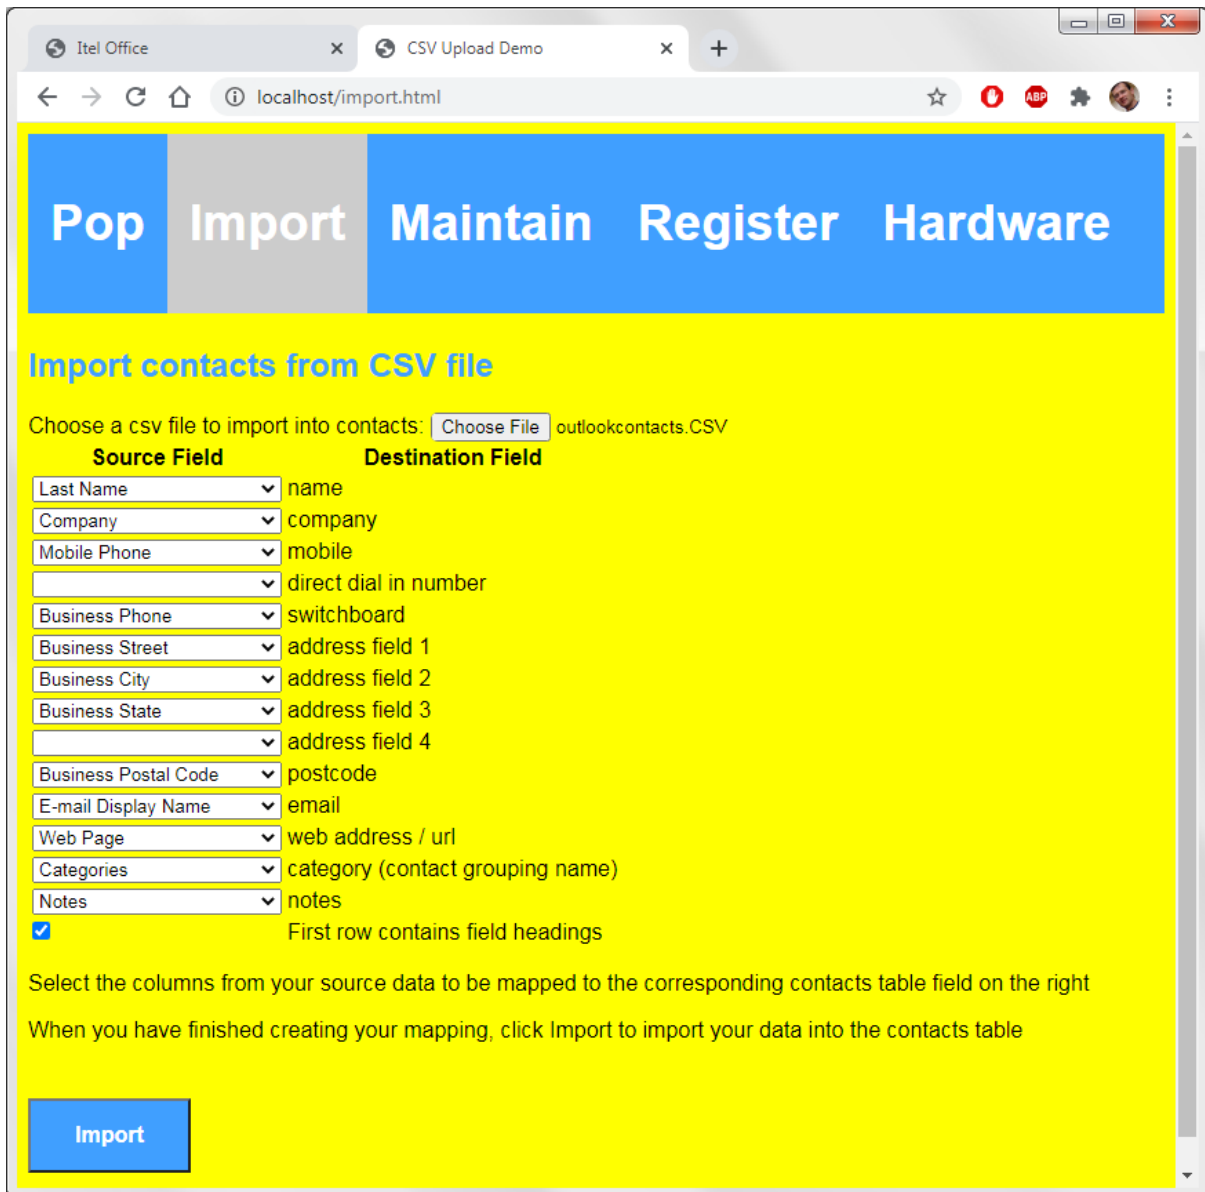 Itel Office CSV Upload Demo
localhost/import.html ABP
Pop Import Maintain Register Hardware
Import contacts from CSV file
Choose a csv file to import into contacts: Choose File outlookcontacts.CSV
Source Field Destination Field
Last Name name
Company company
Mobile Phone mobile
direct dial in number
Business Phone switchboard
Business Street address field 1
Business City address field 2
Business State address field 3
address field 4
Business Postal Code postcode
E-mail Display Name email
Web Page web address / url
Categories category (contact grouping name)
Notes notes
First row contains field headings
Select the columns from your source data to be mapped to the corresponding contacts table field on the right
When you have finished creating your mapping, click Import to import your data into the contacts table
Import